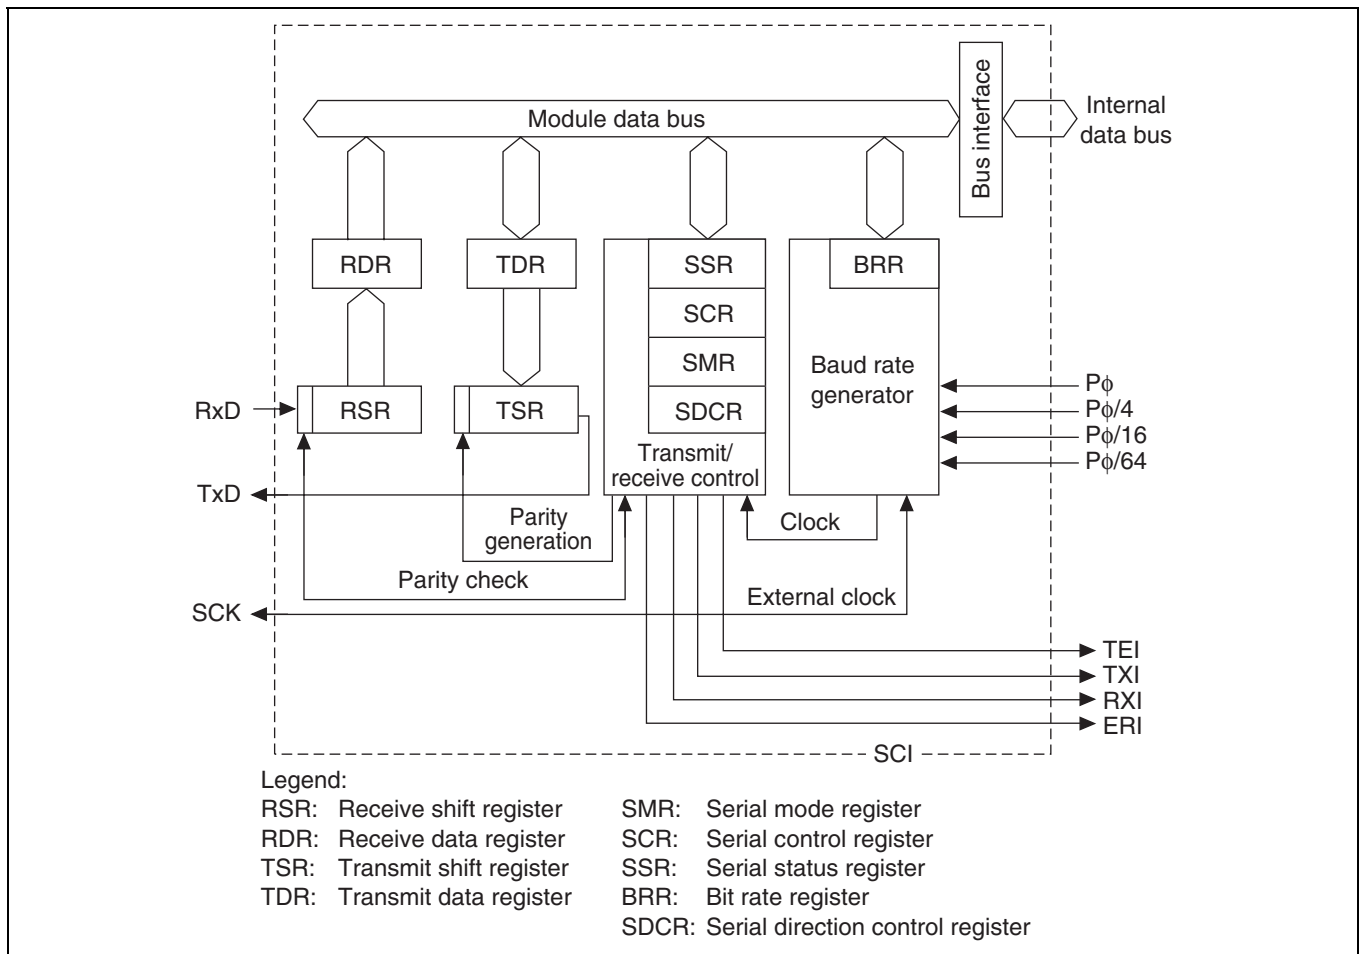 Module data bus
Bus interface
Internal
data bus
RDR
TDR
SSR
BRR
SCR
SMR
Baud rate
generator
RxD
RSR
TSR
SDCR
Pϕ
Pϕ/4
Pϕ/16
Pϕ/64
Transmit/
receive control
TxD
Parity
generation
Clock
Parity check
External clock
SCK
TEI
TXI
RXI
ERI
SCI
Legend:
RSR: Receive shift register
RDR: Receive data register
TSR: Transmit shift register
TDR: Transmit data register
SMR: Serial mode register
SCR: Serial control register
SSR: Serial status register
BRR: Bit rate register
SDCR: Serial direction control register